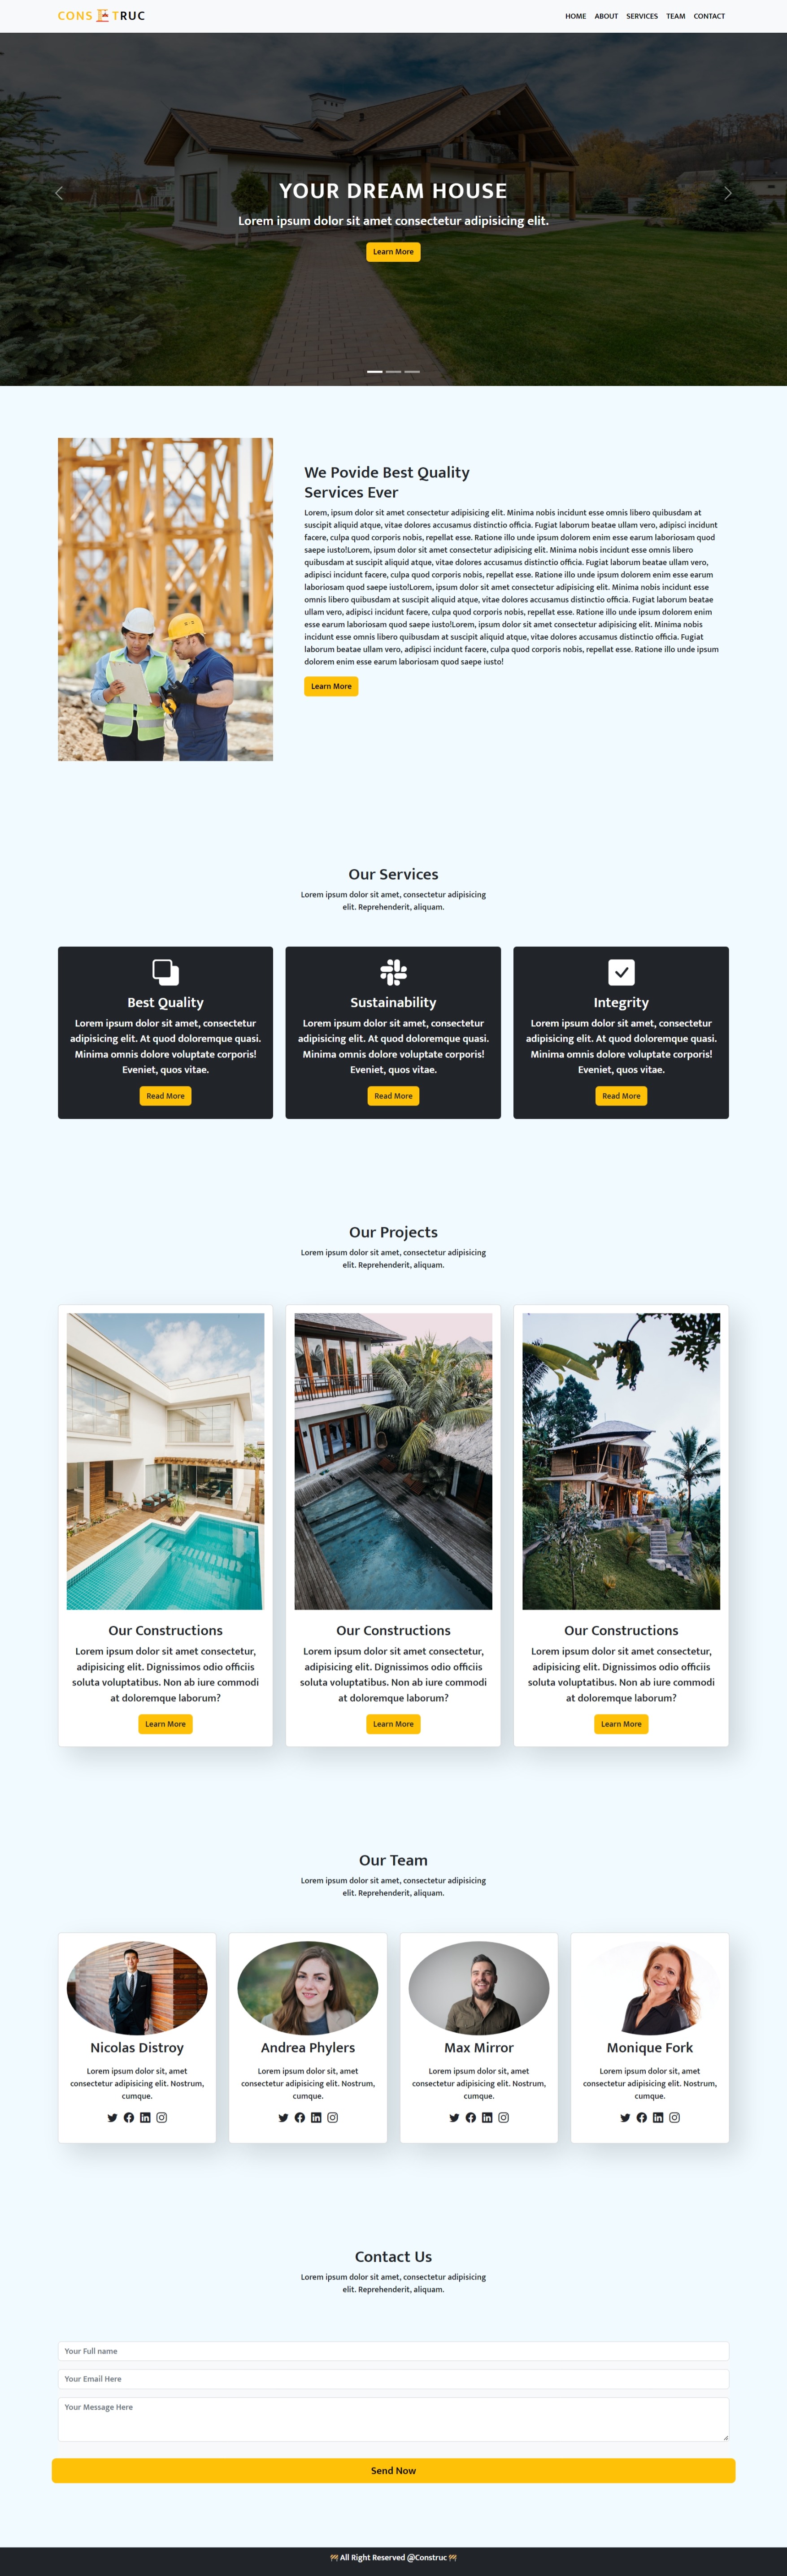 CONS TRUC
HOME ABOUT SERVICES TEAM CONTACT
YOUR DREAM HOUSE
Lorem ipsum dolor sit amet consectetur adipisicing elit.
Learn More
We Povide Best Quality
Services Ever
Lorem, ipsum dolor sit amet consectetur adipisicing elit. Minima nobis incidunt esse omnis libero quibusdam at
suscipit aliquid atque, vitae dolores accusamus distinctio officia. Fugiat laborum beatae ullam vero, adipisci incidunt
facere, culpa quod corporis nobis, repellat esse. Ratione illo unde ipsum dolorem enim esse earum laboriosam quod
saepe iusto!Lorem, ipsum dolor sit amet consectetur adipisicing elit. Minima nobis incidunt esse omnis libero
quibusdam at suscipit aliquid atque, vitae dolores accusamus distinctio officia. Fugiat laborum beatae ullam vero,
adipisci incidunt facere, culpa quod corporis nobis, repellat esse. Ratione illo unde ipsum dolorem enim esse earum
laboriosam quod saepe iusto!Lorem, ipsum dolor sit amet consectetur adipisicing elit. Minima nobis incidunt esse
omnis libero quibusdam at suscipit aliquid atque, vitae dolores accusamus distinctio officia. Fugiat laborum beatae
ullam vero, adipisci incidunt facere, culpa quod corporis nobis, repellat esse. Ratione illo unde ipsum dolorem enim
esse earum laboriosam quod saepe iusto!Lorem, ipsum dolor sit amet consectetur adipisicing elit. Minima nobis
incidunt esse omnis libero quibusdam at suscipit aliquid atque, vitae dolores accusamus distinctio officia. Fugiat
laborum beatae ullam vero, adipisci incidunt facere, culpa quod corporis nobis, repellat esse. Ratione illo unde ipsum
dolorem enim esse earum laboriosam quod saepe iusto!
Learn More
Our Services
Lorem ipsum dolor sit amet, consectetur adipisicing
elit. Reprehenderit, aliquam.
Best Quality
Lorem ipsum dolor sit amet, consectetur
adipisicing elit. At quod doloremque quasi.
Minima omnis dolore voluptate corporis!
Eveniet, quos vitae.
Read More
Sustainability
Lorem ipsum dolor sit amet, consectetur
adipisicing elit. At quod doloremque quasi.
Minima omnis dolore voluptate corporis!
Eveniet, quos vitae.
Read More
Integrity
Lorem ipsum dolor sit amet, consectetur
adipisicing elit. At quod doloremque quasi.
Minima omnis dolore voluptate corporis!
Eveniet, quos vitae.
Read More
Our Projects
Lorem ipsum dolor sit amet, consectetur adipisicing
elit. Reprehenderit, aliquam.
Our Constructions
Lorem ipsum dolor sit amet consectetur,
adipisicing elit. Dignissimos odio officiis
soluta voluptatibus. Non ab iure commodi
at doloremque laborum?
Learn More
Our Constructions
Lorem ipsum dolor sit amet consectetur,
adipisicing elit. Dignissimos odio officiis
soluta voluptatibus. Non ab iure commodi
at doloremque laborum?
Learn More
Our Constructions
Lorem ipsum dolor sit amet consectetur,
adipisicing elit. Dignissimos odio officiis
soluta voluptatibus. Non ab iure commodi
at doloremque laborum?
Learn More
Our Team
Lorem ipsum dolor sit amet, consectetur adipisicing
elit. Reprehenderit, aliquam.
Nicolas Distroy
Lorem ipsum dolor sit, amet
consectetur adipisicing elit. Nostrum,
cumque.
Andrea Phylers
Lorem ipsum dolor sit, amet
consectetur adipisicing elit. Nostrum,
cumque.
Max Mirror
Lorem ipsum dolor sit, amet
consectetur adipisicing elit. Nostrum,
cumque.
Monique Fork
Lorem ipsum dolor sit, amet
consectetur adipisicing elit. Nostrum,
cumque.
Contact Us
Lorem ipsum dolor sit amet, consectetur adipisicing
elit. Reprehenderit, aliquam.
Your Full name
Your Email Here
Your Message Here
Send Now
All Right Reserved @Construc